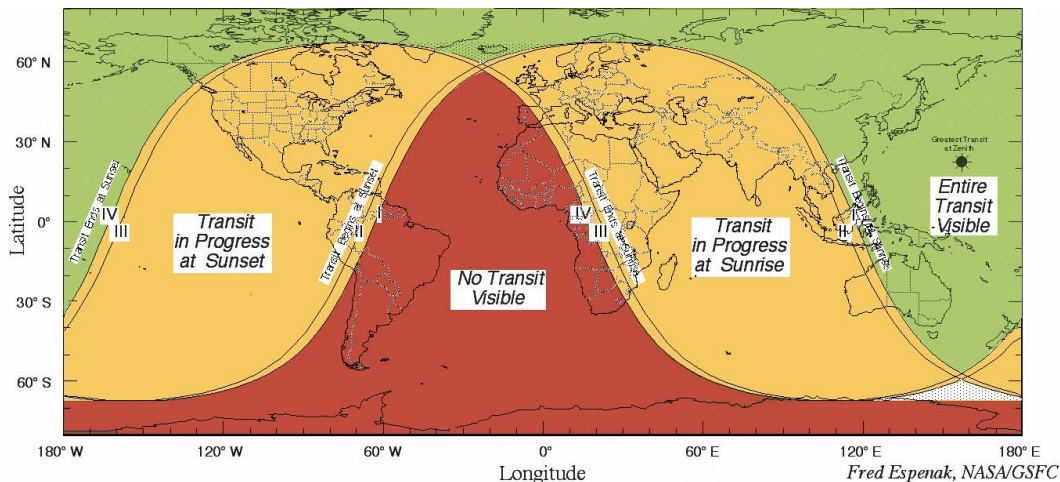 60° N
30° N
0°
30° S
60° S
Latitude
180° W
120° W
60° W
0°
60° E
120° E
180° E
Longitude
Transit Ends at Sunset
IV
III
Transit
in Progress
at Sunset
Transit Begins at Sunset
I
II
No Transit
Visible
IV
III
Transit Ends at Sunrise
Transit
in Progress
at Sunrise
Transit Begins at Sunrise
I
II
Greatest Transit
at Zenith
Entire
Transit
Visible
Fred Espenak, NASA/GSFC